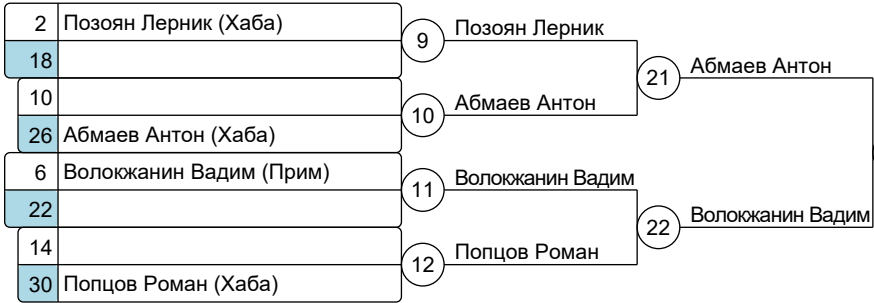 2 Позоян Лерник (Хаба)
18
9 Позоян Лерник
10
26 Абмаев Антон (Хаба)
10 Абмаев Антон
21 Абмаев Антон
6 Волокжанин Вадим (Прим)
22
11 Волокжанин Вадим
14
30 Попцов Роман (Хаба)
12 Попцов Роман
22 Волокжанин Вадим